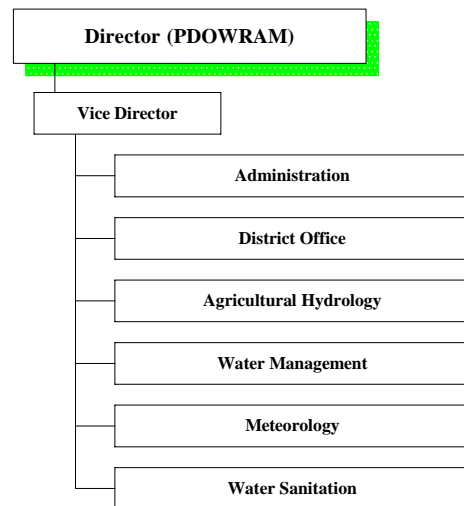 Director (PDOWRAM)
Vice Director
Administration
District Office
Agricultural Hydrology
Water Management
Meteorology
Water Sanitation